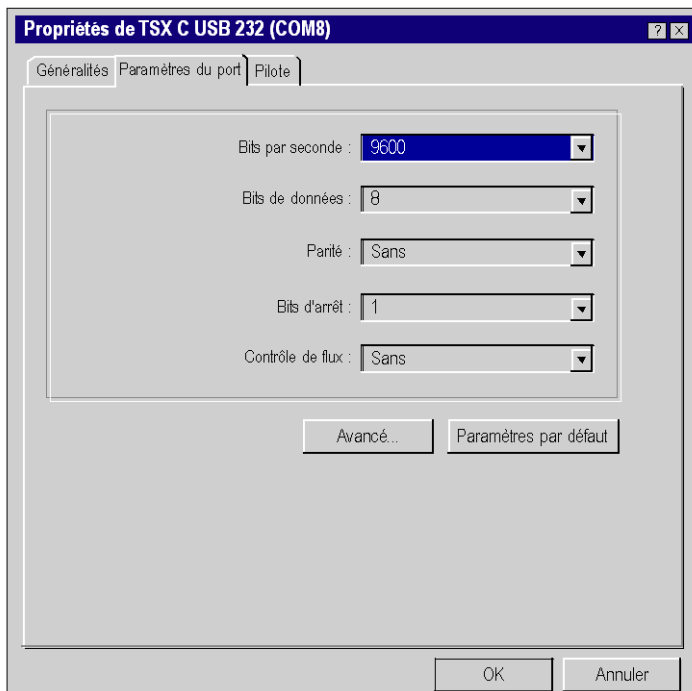 Propriétés de TSX C USB 232 (COM8)
Généralités Paramètres du port Pilote
Bits par seconde : 9600
Bits de données : 8
Parité : Sans
Bits d'arrêt : 1
Contrôle de flux : Sans
Avancé... Paramètres par défaut
OK Annuler